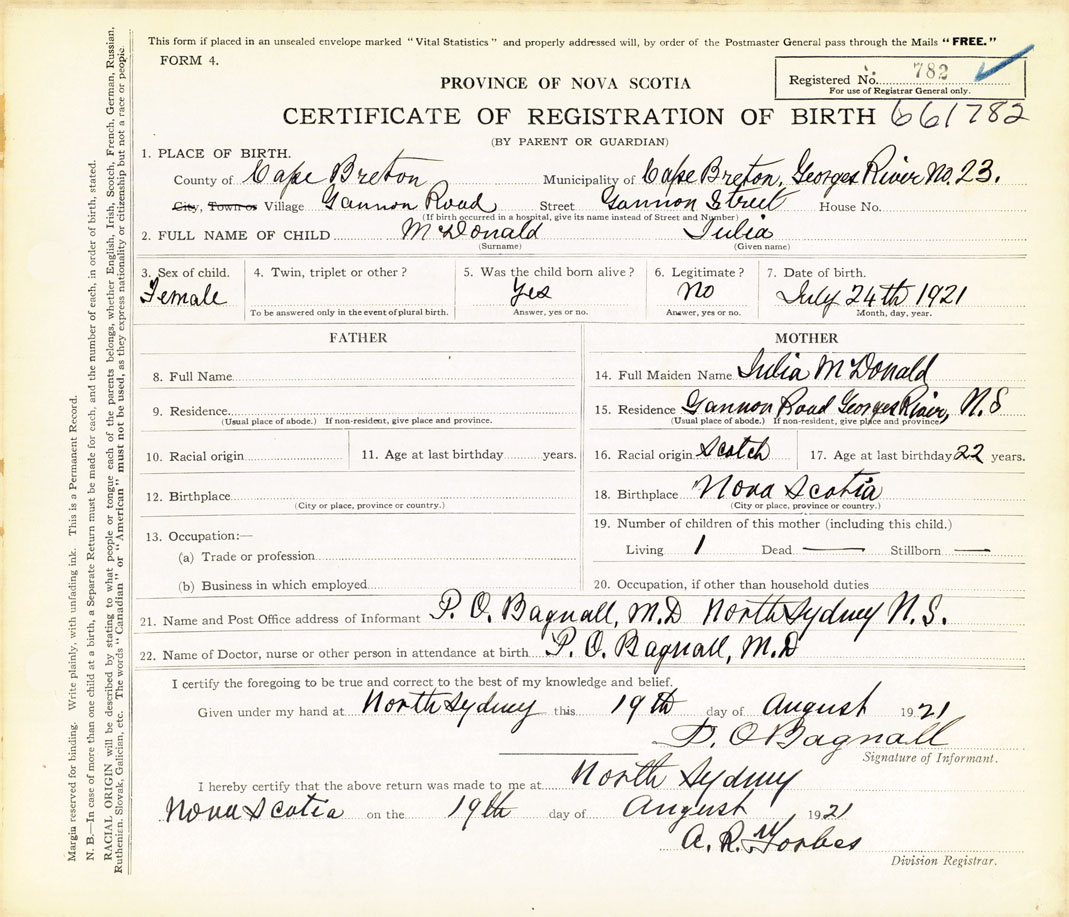 This form if placed in an unsealed envelope marked "Vital Statistics" and properly addressed will, by order of the Postmaster General pass through the Mails "FREE."
FORM 4.
Registered No. 782
For use of Registrar General only.
PROVINCE OF NOVA SCOTIA
CERTIFICATE OF REGISTRATION OF BIRTH 661782
(BY PARENT OR GUARDIAN)
1. PLACE OF BIRTH.
County of Cape Breton Municipality of Cape Breton, Georges River No. 23.
City, Town or Village Gannon Road Street Gannon Street House No.
(If birth occurred in a hospital, give its name instead of Street and Number)
2. FULL NAME OF CHILD McDonald Julia
(Surname) (Given name)
3. Sex of child. 4. Twin, triplet or other? 5. Was the child born alive? 6. Legitimate? 7. Date of birth.
Female Yes No July 24th 1921
To be answered only in the event of plural birth. Answer, yes or no. Answer, yes or no. Month, day, year.
FATHER
8. Full Name
9. Residence
(Usual place of abode.) If non-resident, give place and province.
10. Racial origin 11. Age at last birthday years.
12. Birthplace
(City or place, province or country.)
13. Occupation:—
(a) Trade or profession
(b) Business in which employed
MOTHER
14. Full Maiden Name Julia McDonald
15. Residence Gannon Road Georges River, N.S
(Usual place of abode.) If non-resident, give place and province.
16. Racial origin Scotch 17. Age at last birthday 22 years.
18. Birthplace Nova Scotia
(City or place, province or country.)
19. Number of children of this mother (including this child.)
Living 1 Dead — Stillborn —
20. Occupation, if other than household duties
21. Name and Post Office address of Informant P. O. Bagnall, M.D North Sydney N.S.
22. Name of Doctor, nurse or other person in attendance at birth P. O. Bagnall, M.D
I certify the foregoing to be true and correct to the best of my knowledge and belief.
Given under my hand at North Sydney this 19th day of August 1921
P. O Bagnall
Signature of Informant.
I hereby certify that the above return was made to me at North Sydney
Nova Scotia on the 19th day of August 1921
A. R. Forbes
Division Registrar.
Margin reserved for binding. Write plainly, with unfading ink. This is a Permanent Record.
N. B.—In case of more than one child at a birth, a Separate Return must be made for each, and the number of each, in order of birth, stated.
RACIAL ORIGIN will be described by stating to what people or tongue each of the parents belongs, whether English, Irish, Scotch, French, German, Russian,
Ruthenian, Slovak, Galician, etc. The words "Canadian" or "American" must not be used, as they express nationality or citizenship but not a race or people.